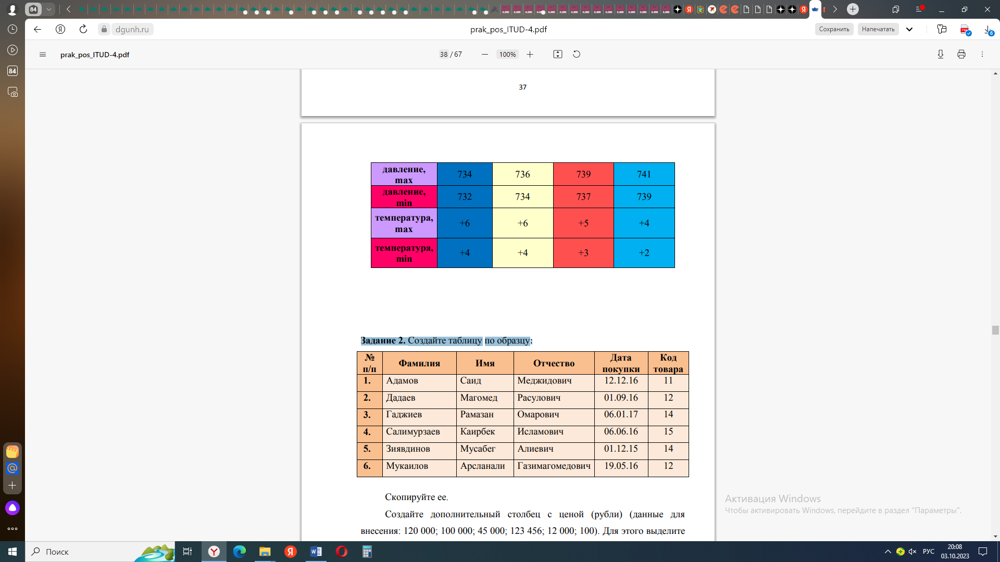 84
dgunh.ru
prak_pos_ITUD-4.pdf
Сохранить
Напечатать
6
prak_pos_ITUD-4.pdf
38 / 67
100%
84
37
давление, max 734 736 739 741
давление, min 732 734 737 739
температура, max +6 +6 +5 +4
температура, min +4 +4 +3 +2
Задание 2. Создайте таблицу по образцу:
№ п/п Фамилия Имя Отчество Дата покупки Код товара
1. Адамов Саид Меджидович 12.12.16 11
2. Дадаев Магомед Расулович 01.09.16 12
3. Гаджиев Рамазан Омарович 06.01.17 14
4. Салимурзаев Каирбек Исламович 06.06.16 15
5. Зиявдинов Мусабег Алиевич 01.12.15 14
6. Мукаилов Арсланали Газимагомедович 19.05.16 12
Скопируйте ее.
Создайте дополнительный столбец с ценой (рубли) (данные для
внесения: 120 000; 100 000; 45 000; 123 456; 12 000; 100). Для этого выделите
Активация Windows
Чтобы активировать Windows, перейдите в раздел "Параметры".
Поиск
РУС
20:08
03.10.2023